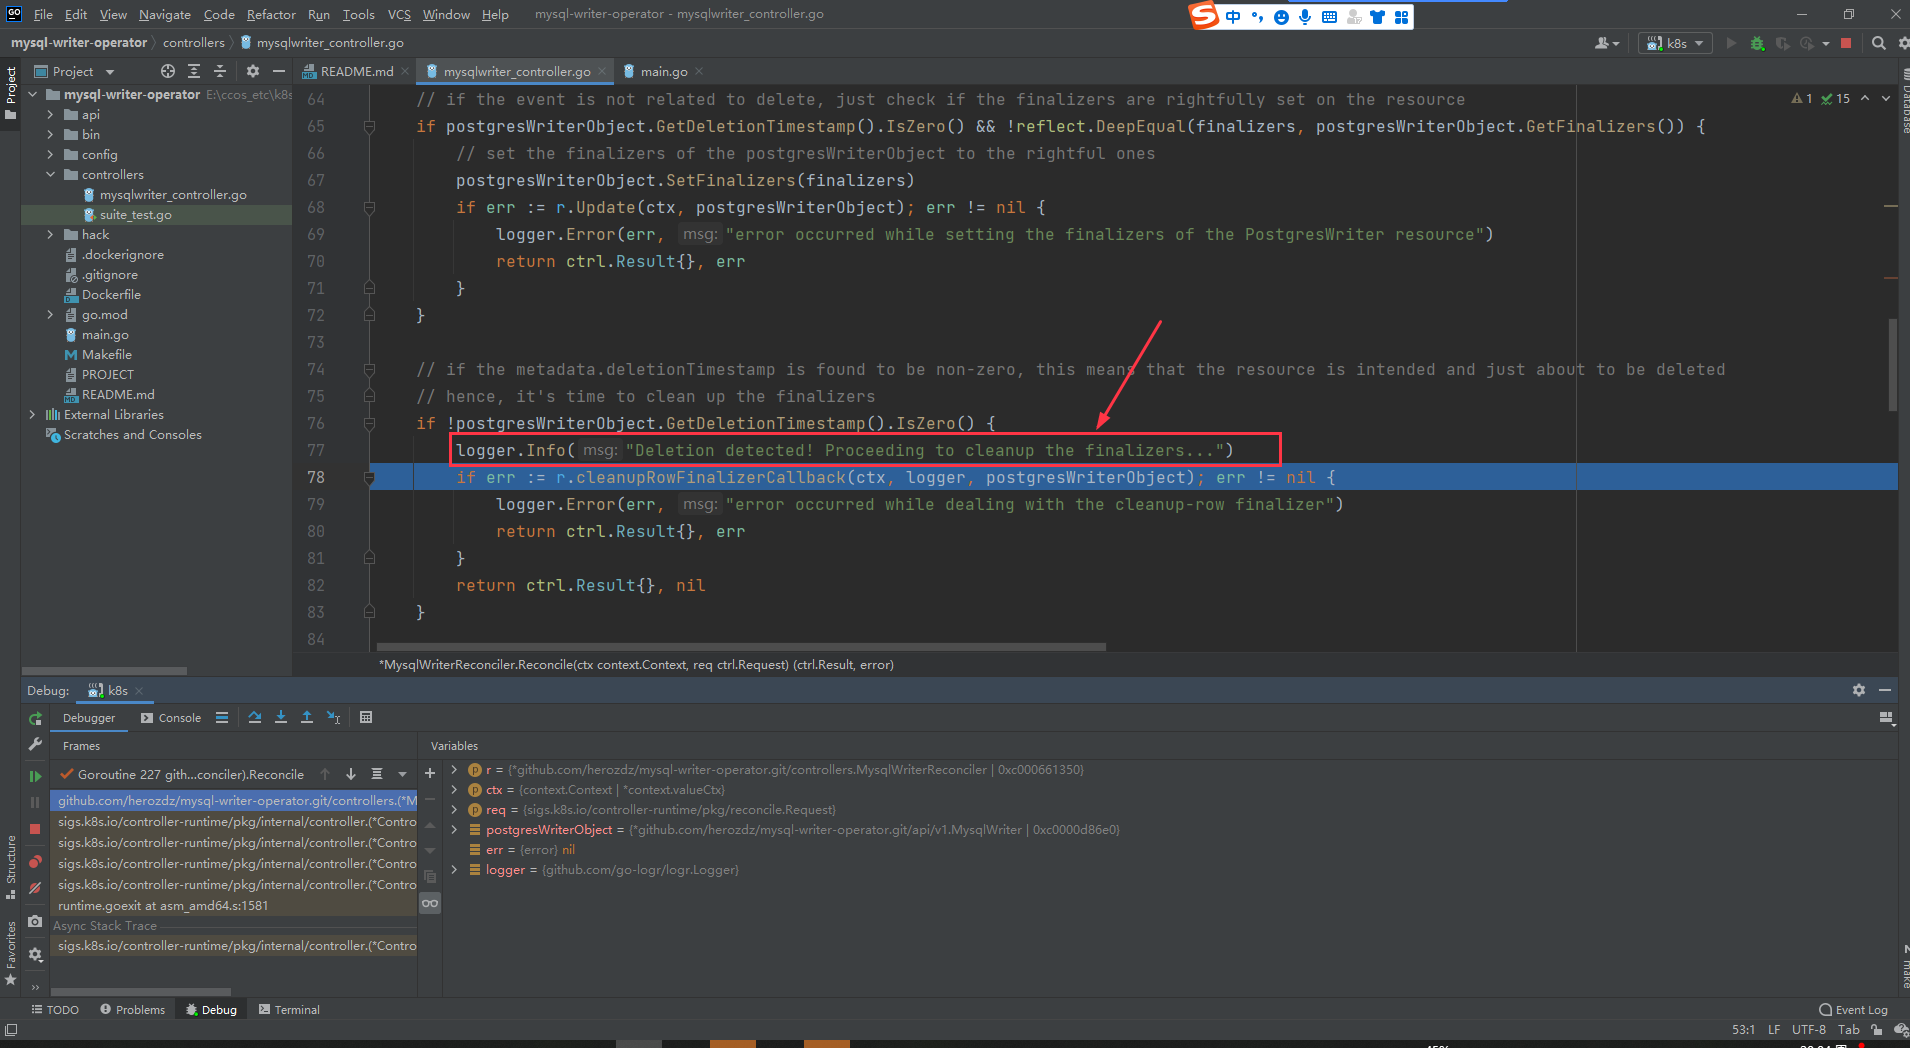 File Edit View Navigate Code Refactor Run Tools VCS Window Help mysql-writer-operator - mysqlwriter_controller.go
中
mysql-writer-operator controllers mysqlwriter_controller.go k8s
Project README.md mysqlwriter_controller.go main.go
Project
mysql-writer-operator E:\ccos_etc\k8s
api
bin
config
controllers
mysqlwriter_controller.go
suite_test.go
hack
.dockerignore
.gitignore
Dockerfile
go.mod
main.go
Makefile
PROJECT
README.md
External Libraries
Scratches and Consoles
1 15
Database
64 // if the event is not related to delete, just check if the finalizers are rightfully set on the resource
65 if postgresWriterObject.GetDeletionTimestamp().IsZero() && !reflect.DeepEqual(finalizers, postgresWriterObject.GetFinalizers()) {
66 // set the finalizers of the postgresWriterObject to the rightful ones
67 postgresWriterObject.SetFinalizers(finalizers)
68 if err := r.Update(ctx, postgresWriterObject); err != nil {
69 logger.Error(err, msg: "error occurred while setting the finalizers of the PostgresWriter resource")
70 return ctrl.Result{}, err
71 }
72 }
73
74 // if the metadata.deletionTimestamp is found to be non-zero, this means that the resource is intended and just about to be deleted
75 // hence, it's time to clean up the finalizers
76 if !postgresWriterObject.GetDeletionTimestamp().IsZero() {
77 logger.Info( msg: "Deletion detected! Proceeding to cleanup the finalizers...")
78 if err := r.cleanupRowFinalizerCallback(ctx, logger, postgresWriterObject); err != nil {
79 logger.Error(err, msg: "error occurred while dealing with the cleanup-row finalizer")
80 return ctrl.Result{}, err
81 }
82 return ctrl.Result{}, nil
83 }
84
*MysqlWriterReconciler.Reconcile(ctx context.Context, req ctrl.Request) (ctrl.Result, error)
Debug: k8s
Debugger Console
Frames
Variables
Goroutine 227 gith...conciler).Reconcile
github.com/herozdz/mysql-writer-operator.git/controllers.(*M
sigs.k8s.io/controller-runtime/pkg/internal/controller.(*Contro
sigs.k8s.io/controller-runtime/pkg/internal/controller.(*Contro
sigs.k8s.io/controller-runtime/pkg/internal/controller.(*Contro
sigs.k8s.io/controller-runtime/pkg/internal/controller.(*Contro
runtime.goexit at asm_amd64.s:1581
Async Stack Trace
sigs.k8s.io/controller-runtime/pkg/internal/controller.(*Contro
r = {*github.com/herozdz/mysql-writer-operator.git/controllers.MysqlWriterReconciler | 0xc000661350}
ctx = {context.Context | *context.valueCtx}
req = {sigs.k8s.io/controller-runtime/pkg/reconcile.Request}
postgresWriterObject = {*github.com/herozdz/mysql-writer-operator.git/api/v1.MysqlWriter | 0xc0000d86e0}
err = {error} nil
logger = {github.com/go-logr/logr.Logger}
Structure
Favorites
make
TODO Problems Debug Terminal Event Log
53:1 LF UTF-8 Tab